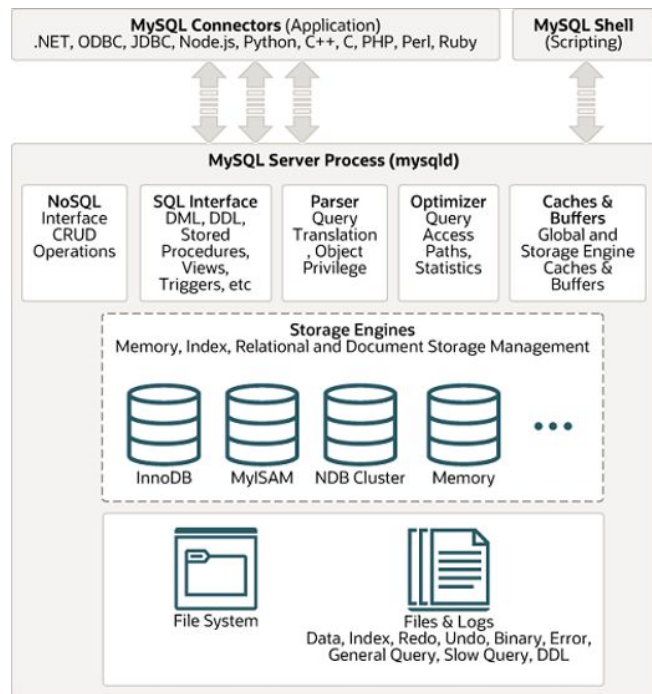 MySQL Connectors (Application)
.NET, ODBC, JDBC, Node.js, Python, C++, C, PHP, Perl, Ruby
MySQL Shell
(Scripting)
MySQL Server Process (mysqld)
NoSQL
Interface
CRUD
Operations
SQL Interface
DML, DDL,
Stored
Procedures,
Views,
Triggers, etc
Parser
Query
Translation
, Object
Privilege
Optimizer
Query
Access
Paths,
Statistics
Caches &
Buffers
Global and
Storage Engine
Caches &
Buffers
Storage Engines
Memory, Index, Relational and Document Storage Management
InnoDB
MyISAM
NDB Cluster
Memory
File System
Files & Logs
Data, Index, Redo, Undo, Binary, Error,
General Query, Slow Query, DDL